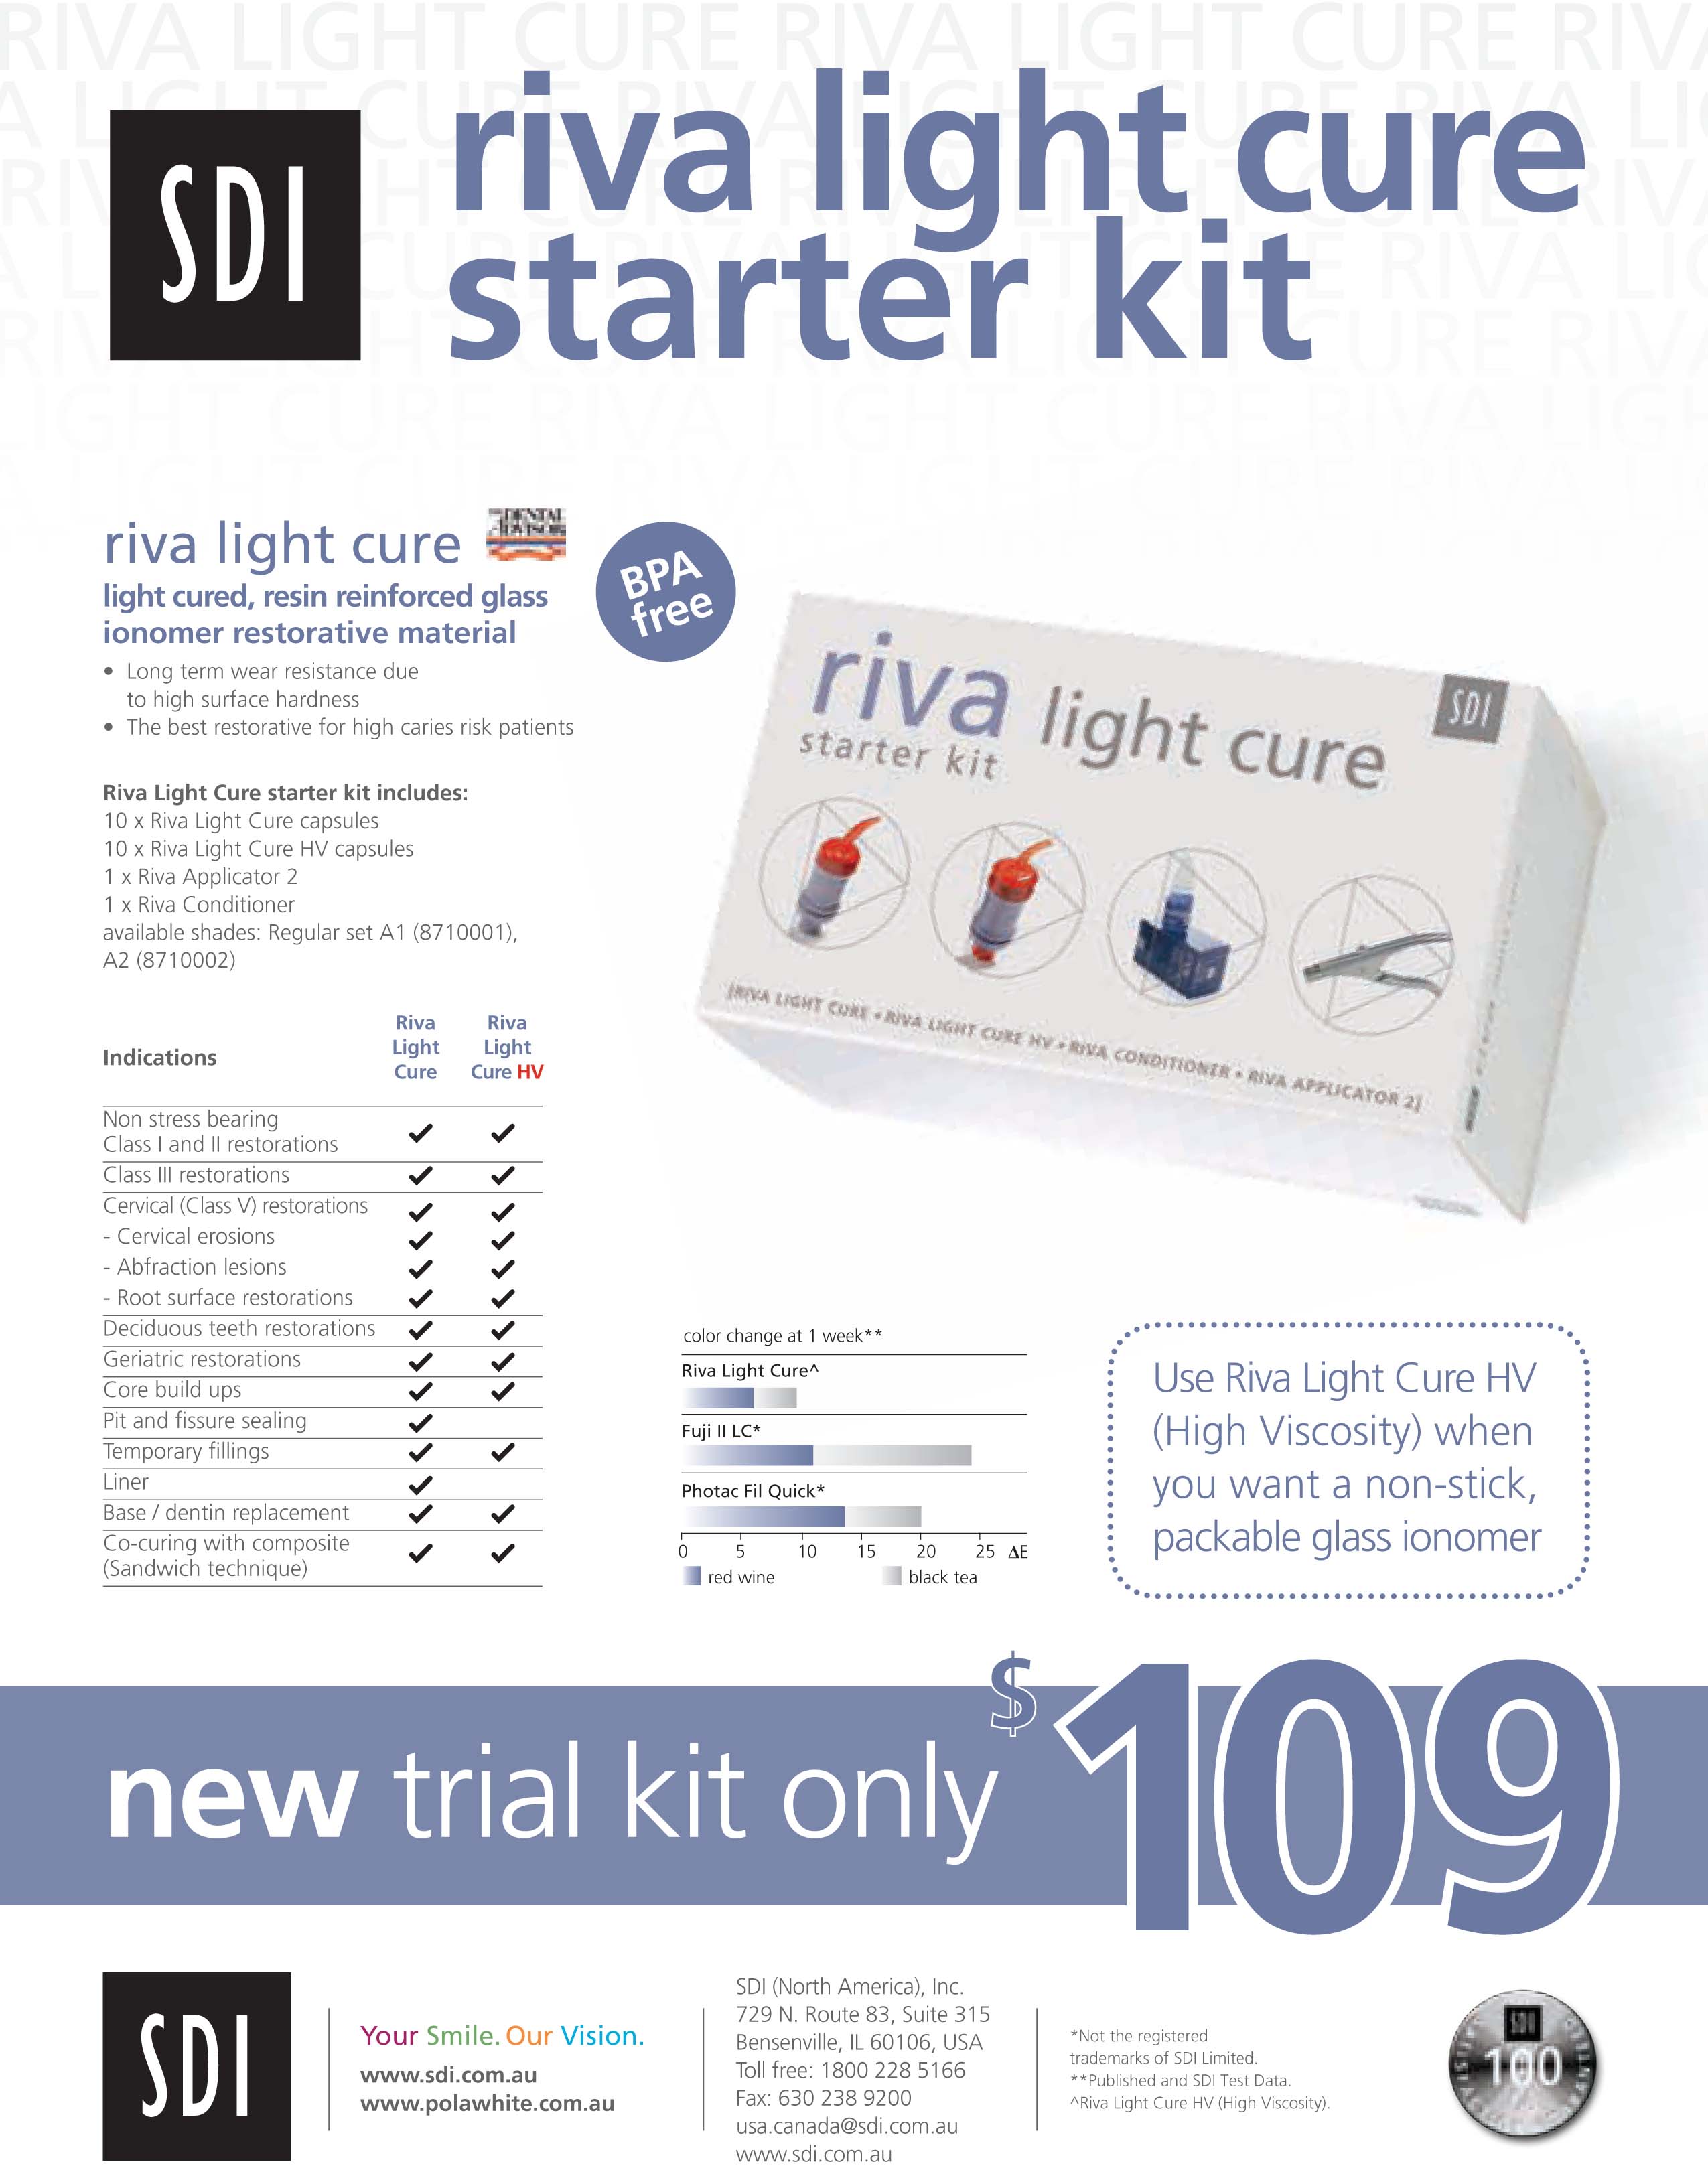 SDI
riva light cure
starter kit
riva light cure
DENTAL
ADVISOR
light cured, resin reinforced glass
ionomer restorative material
• Long term wear resistance due
to high surface hardness
• The best restorative for high caries risk patients
BPA
free
Riva Light Cure starter kit includes:
10 x Riva Light Cure capsules
10 x Riva Light Cure HV capsules
1 x Riva Applicator 2
1 x Riva Conditioner
available shades: Regular set A1 (8710001),
A2 (8710002)
riva light cure
starter kit
SDI
[RIVA LIGHT CURE • RIVA LIGHT CURE HV • RIVA CONDITIONER • RIVA APPLICATOR 2]
Indications
Riva
Light
Cure
Riva
Light
Cure HV
Non stress bearing
Class I and II restorations ✔ ✔
Class III restorations ✔ ✔
Cervical (Class V) restorations ✔ ✔
- Cervical erosions ✔ ✔
- Abfraction lesions ✔ ✔
- Root surface restorations ✔ ✔
Deciduous teeth restorations ✔ ✔
Geriatric restorations ✔ ✔
Core build ups ✔ ✔
Pit and fissure sealing ✔
Temporary fillings ✔ ✔
Liner ✔
Base / dentin replacement ✔ ✔
Co-curing with composite
(Sandwich technique) ✔ ✔
color change at 1 week**
Riva Light Cure^
Fuji II LC*
Photac Fil Quick*
0 5 10 15 20 25 ΔE
red wine black tea
Use Riva Light Cure HV
(High Viscosity) when
you want a non-stick,
packable glass ionomer
new trial kit only $109
SDI
Your Smile. Our Vision.
www.sdi.com.au
www.polawhite.com.au
SDI (North America), Inc.
729 N. Route 83, Suite 315
Bensenville, IL 60106, USA
Toll free: 1800 228 5166
Fax: 630 238 9200
usa.canada@sdi.com.au
www.sdi.com.au
*Not the registered
trademarks of SDI Limited.
**Published and SDI Test Data.
^Riva Light Cure HV (High Viscosity).
SDI
100